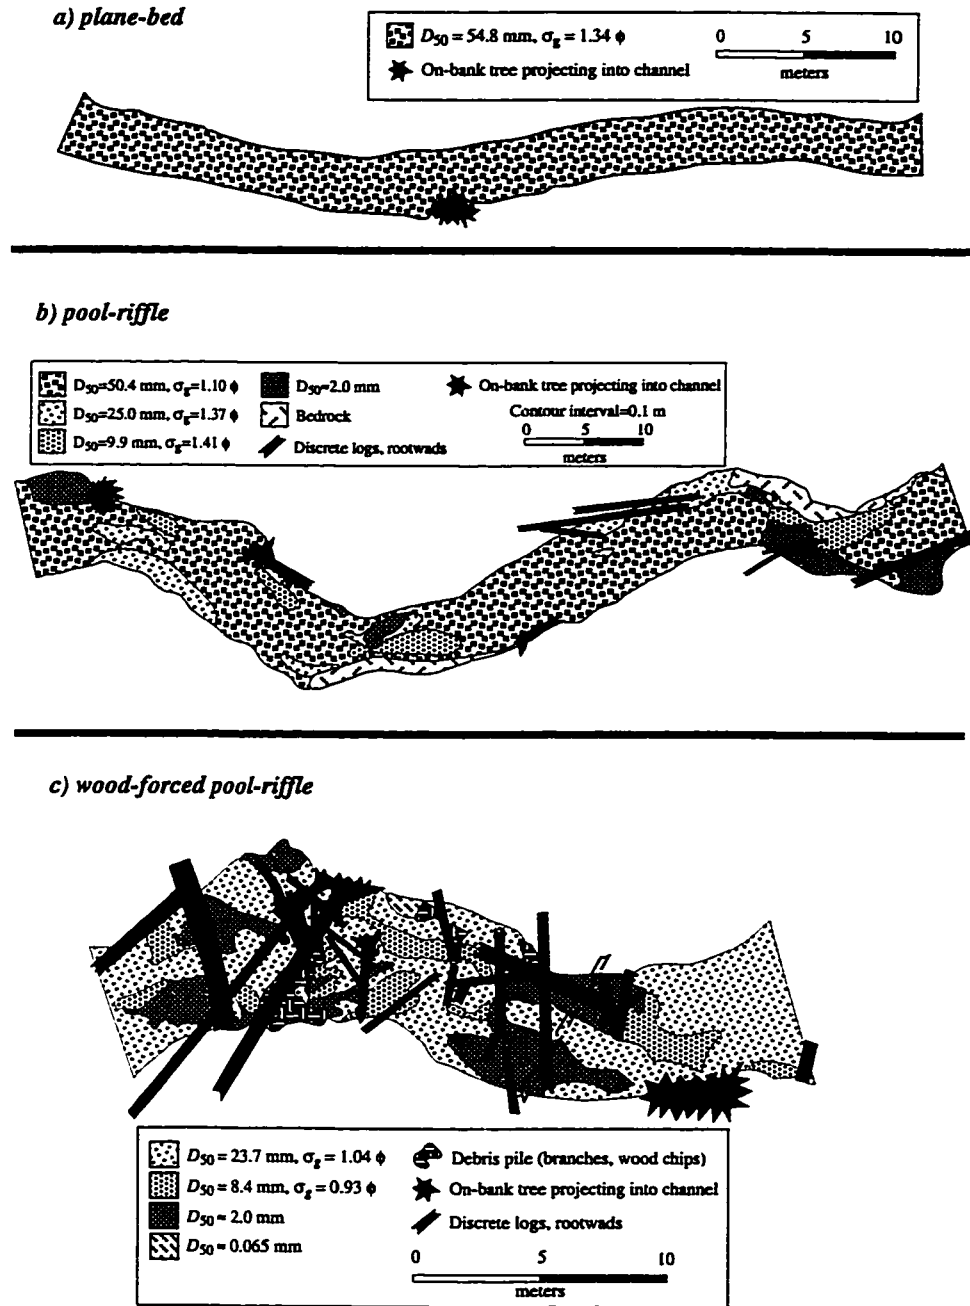 a) plane-bed
D50 = 54.8 mm, σg = 1.34 ϕ
On-bank tree projecting into channel
0 5 10
meters
b) pool-riffle
D50=50.4 mm, σg=1.10 ϕ
D50=25.0 mm, σg=1.37 ϕ
D50=9.9 mm, σg=1.41 ϕ
D50=2.0 mm
Bedrock
Discrete logs, rootwads
On-bank tree projecting into channel
Contour interval=0.1 m
0 5 10
meters
c) wood-forced pool-riffle
D50 = 23.7 mm, σg = 1.04 ϕ
D50 = 8.4 mm, σg = 0.93 ϕ
D50 = 2.0 mm
D50 = 0.065 mm
Debris pile (branches, wood chips)
On-bank tree projecting into channel
Discrete logs, rootwads
0 5 10
meters